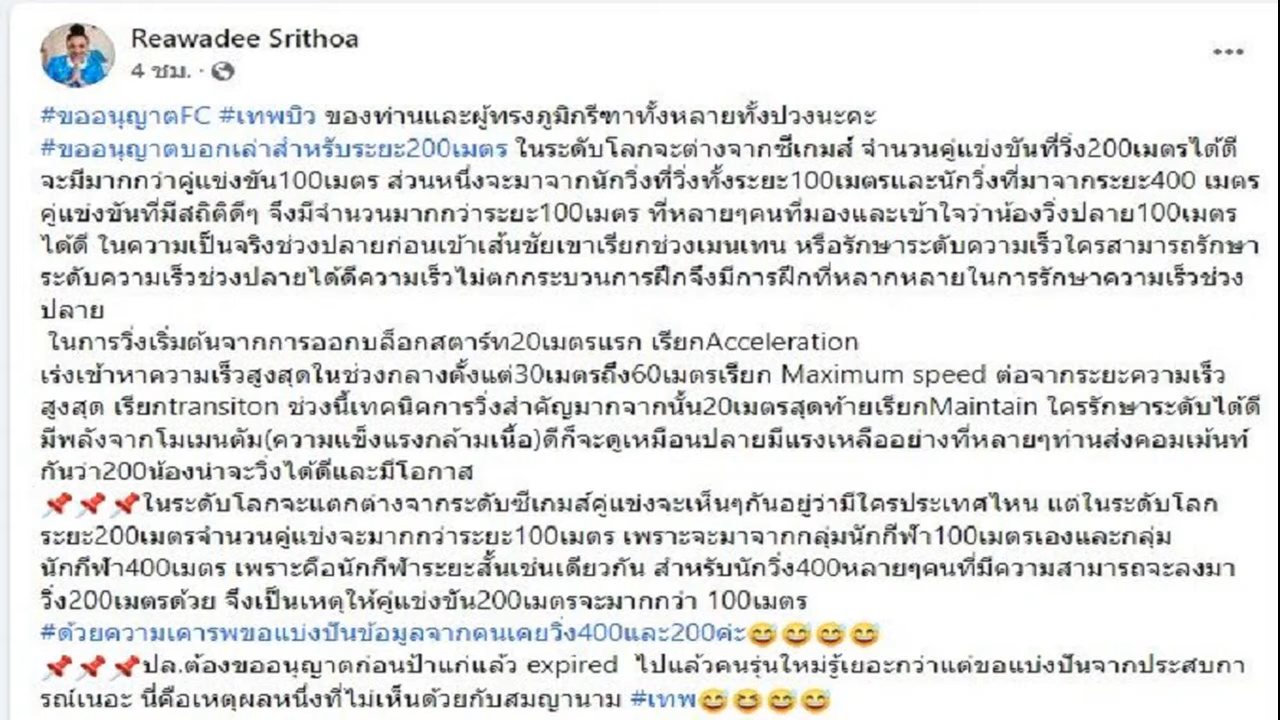 Reawadee Srithoa
4 ชม. ·
#ขออนุญาตFC #เทพบิว ของท่านและผู้ทรงภูมิกรีฑาทั้งหลายทั้งปวงนะคะ
#ขออนุญาตบอกเล่าสำหรับระยะ200เมตร ในระดับโลกจะต่างจากซีเกมส์ จำนวนคู่แข่งขันที่วิ่ง200เมตรได้ดี
จะมีมากกว่าคู่แข่งขัน100เมตร ส่วนหนึ่งจะมาจากนักวิ่งที่วิ่งทั้งระยะ100เมตรและนักวิ่งที่มาจากระยะ400 เมตร
คู่แข่งขันที่มีสถิติดีๆ จึงมีจำนวนมากกว่าระยะ100เมตร ที่หลายๆคนที่มองและเข้าใจว่าน้องวิ่งปลาย100เมตร
ได้ดี ในความเป็นจริงช่วงปลายก่อนเข้าเส้นชัยเขาเรียกช่วงเมนเทน หรือรักษาระดับความเร็วใครสามารถรักษา
ระดับความเร็วช่วงปลายได้ดีความเร็วไม่ตกกระบวนการฝึกจึงมีการฝึกที่หลากหลายในการรักษาความเร็วช่วง
ปลาย
ในการวิ่งเริ่มต้นจากการออกบล็อกสตาร์ท20เมตรแรก เรียกAcceleration
เร่งเข้าหาความเร็วสูงสุดในช่วงกลางตั้งแต่30เมตรถึง60เมตรเรียก Maximum speed ต่อจากระยะความเร็ว
สูงสุด เรียกtransiton ช่วงนี้เทคนิคการวิ่งสำคัญมากจากนั้น20เมตรสุดท้ายเรียกMaintain ใครรักษาระดับได้ดี
มีพลังจากโมเมนตัม(ความแข็งแรงกล้ามเนื้อ)ดีก็จะดูเหมือนปลายมีแรงเหลืออย่างที่หลายๆท่านส่งคอมเม้นท์
กันว่า200น้องน่าจะวิ่งได้ดีและมีโอกาส
📌📌📌ในระดับโลกจะแตกต่างจากระดับซีเกมส์คู่แข่งจะเห็นๆกันอยู่ว่ามีใครประเทศไหน แต่ในระดับโลก
ระยะ200เมตรจำนวนคู่แข่งจะมากกว่าระยะ100เมตร เพราะจะมาจากกลุ่มนักกีฬา100เมตรเองและกลุ่ม
นักกีฬา400เมตร เพราะคือนักกีฬาระยะสั้นเช่นเดียวกัน สำหรับนักวิ่ง400หลายๆคนที่มีความสามารถจะลงมา
วิ่ง200เมตรด้วย จึงเป็นเหตุให้คู่แข่งขัน200เมตรจะมากกว่า 100เมตร
#ด้วยความเคารพขอแบ่งปันข้อมูลจากคนเคยวิ่ง400และ200ค่ะ😅😅😅😅
📌📌📌ปล.ต้องขออนุญาตก่อนป้าแก่แล้ว expired ไปแล้วคนรุ่นใหม่รู้เยอะกว่าแต่ขอแบ่งปันจากประสบกา
รณ์เนอะ นี่คือเหตุผลหนึ่งที่ไม่เห็นด้วยกับสมญานาม #เทพ😅😆😅😅